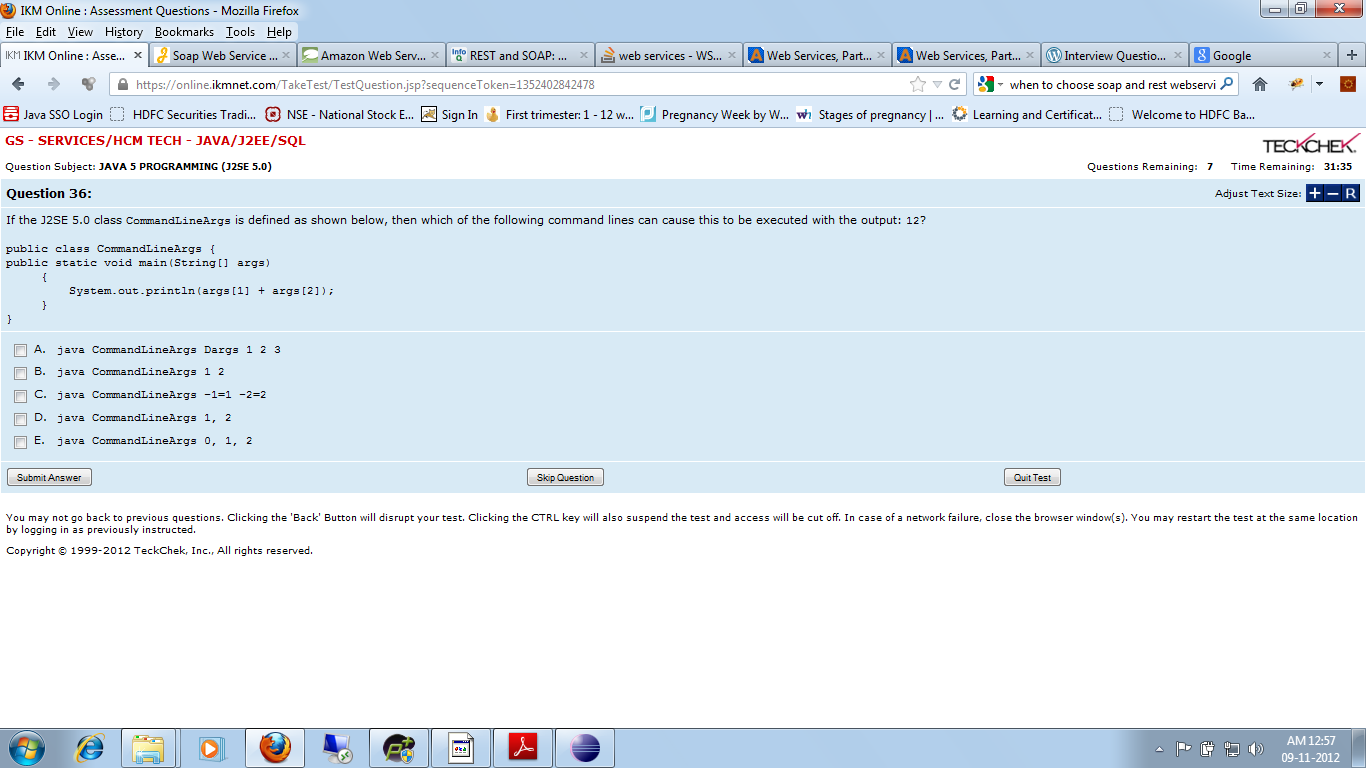 IKM Online : Assessment Questions - Mozilla Firefox
File Edit View History Bookmarks Tools Help
IKM IKM Online : Asse... Soap Web Service ... Amazon Web Serv... Info Q REST and SOAP: ... web services - WS... Web Services, Part... Web Services, Part... Interview Questio... Google
https://online.ikmnet.com/TakeTest/TestQuestion.jsp?sequenceToken=1352402842478 when to choose soap and rest webservi
Java SSO Login HDFC Securities Tradi... NSE - National Stock E... Sign In First trimester: 1 - 12 w... Pregnancy Week by W... Stages of pregnancy | ... Learning and Certificat... Welcome to HDFC Ba...
GS - SERVICES/HCM TECH - JAVA/J2EE/SQL TECKCHEK
Question Subject: JAVA 5 PROGRAMMING (J2SE 5.0) Questions Remaining: 7 Time Remaining: 31:35
Question 36: Adjust Text Size: + – R
If the J2SE 5.0 class CommandLineArgs is defined as shown below, then which of the following command lines can cause this to be executed with the output: 12?
public class CommandLineArgs {
public static void main(String[] args)
{
System.out.println(args[1] + args[2]);
}
}
A. java CommandLineArgs Dargs 1 2 3
B. java CommandLineArgs 1 2
C. java CommandLineArgs -1=1 -2=2
D. java CommandLineArgs 1, 2
E. java CommandLineArgs 0, 1, 2
Submit Answer Skip Question Quit Test
You may not go back to previous questions. Clicking the 'Back' Button will disrupt your test. Clicking the CTRL key will also suspend the test and access will be cut off. In case of a network failure, close the browser window(s). You may restart the test at the same location
by logging in as previously instructed.
Copyright © 1999-2012 TeckChek, Inc., All rights reserved.
AM 12:57
09-11-2012